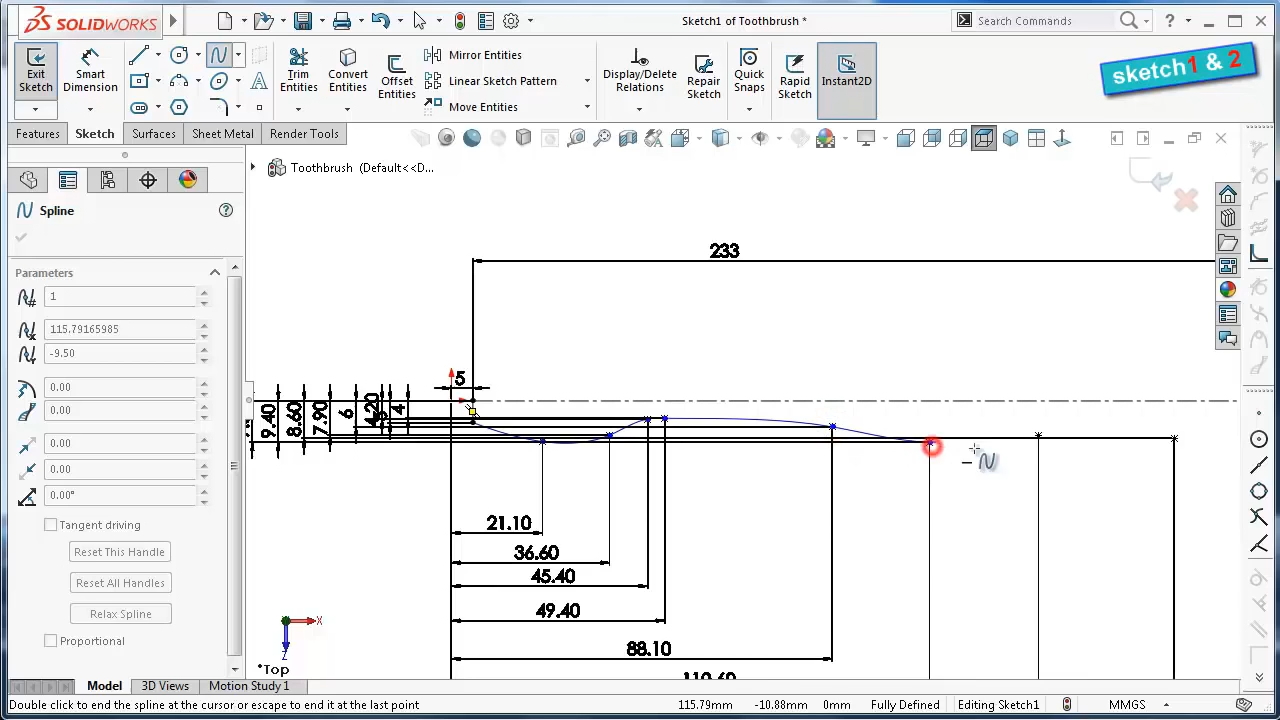 SOLIDWORKS
Sketch1 of Toothbrush *
Search Commands
?
sketch1 & 2
Exit Sketch
Smart Dimension
Trim Entities
Convert Entities
Offset Entities
Mirror Entities
Linear Sketch Pattern
Move Entities
Display/Delete Relations
Repair Sketch
Quick Snaps
Rapid Sketch
Instant2D
Features
Sketch
Surfaces
Sheet Metal
Render Tools
Toothbrush (Default<<D...
Spline
Parameters
1
115.79165985
-9.50
0.00
0.00
0.00
0.00
0.00°
Tangent driving
Reset This Handle
Reset All Handles
Relax Spline
Proportional
233
5
9.40
8.60
7.90
6
4.20
4
21.10
36.60
45.40
49.40
88.10
110.60
X
Z
*Top
Model
3D Views
Motion Study 1
Double click to end the spline at the cursor or escape to end it at the last point
115.79mm
-10.88mm
0mm
Fully Defined
Editing Sketch1
MMGS